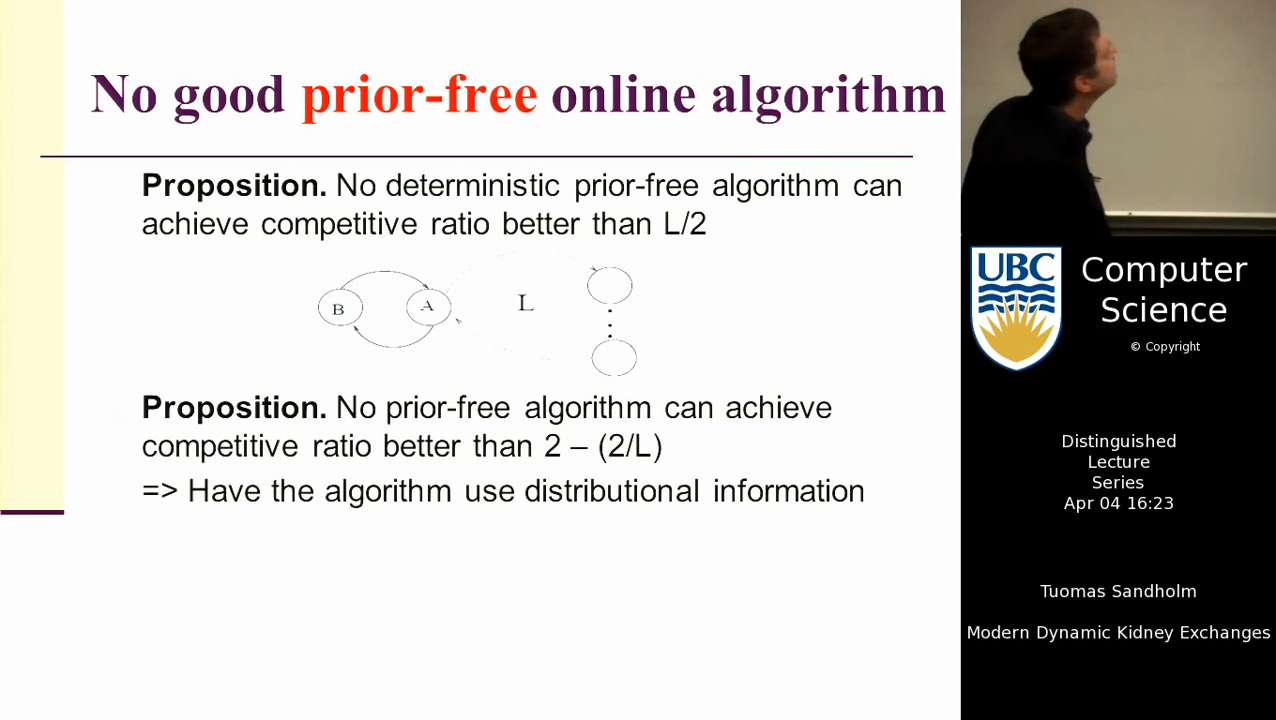 No good prior-free online algorithm
Proposition. No deterministic prior-free algorithm can
achieve competitive ratio better than L/2
B
A
L
Proposition. No prior-free algorithm can achieve
competitive ratio better than 2 – (2/L)
=> Have the algorithm use distributional information
UBC
Computer
Science
© Copyright
Distinguished
Lecture
Series
Apr 04 16:23
Tuomas Sandholm
Modern Dynamic Kidney Exchanges